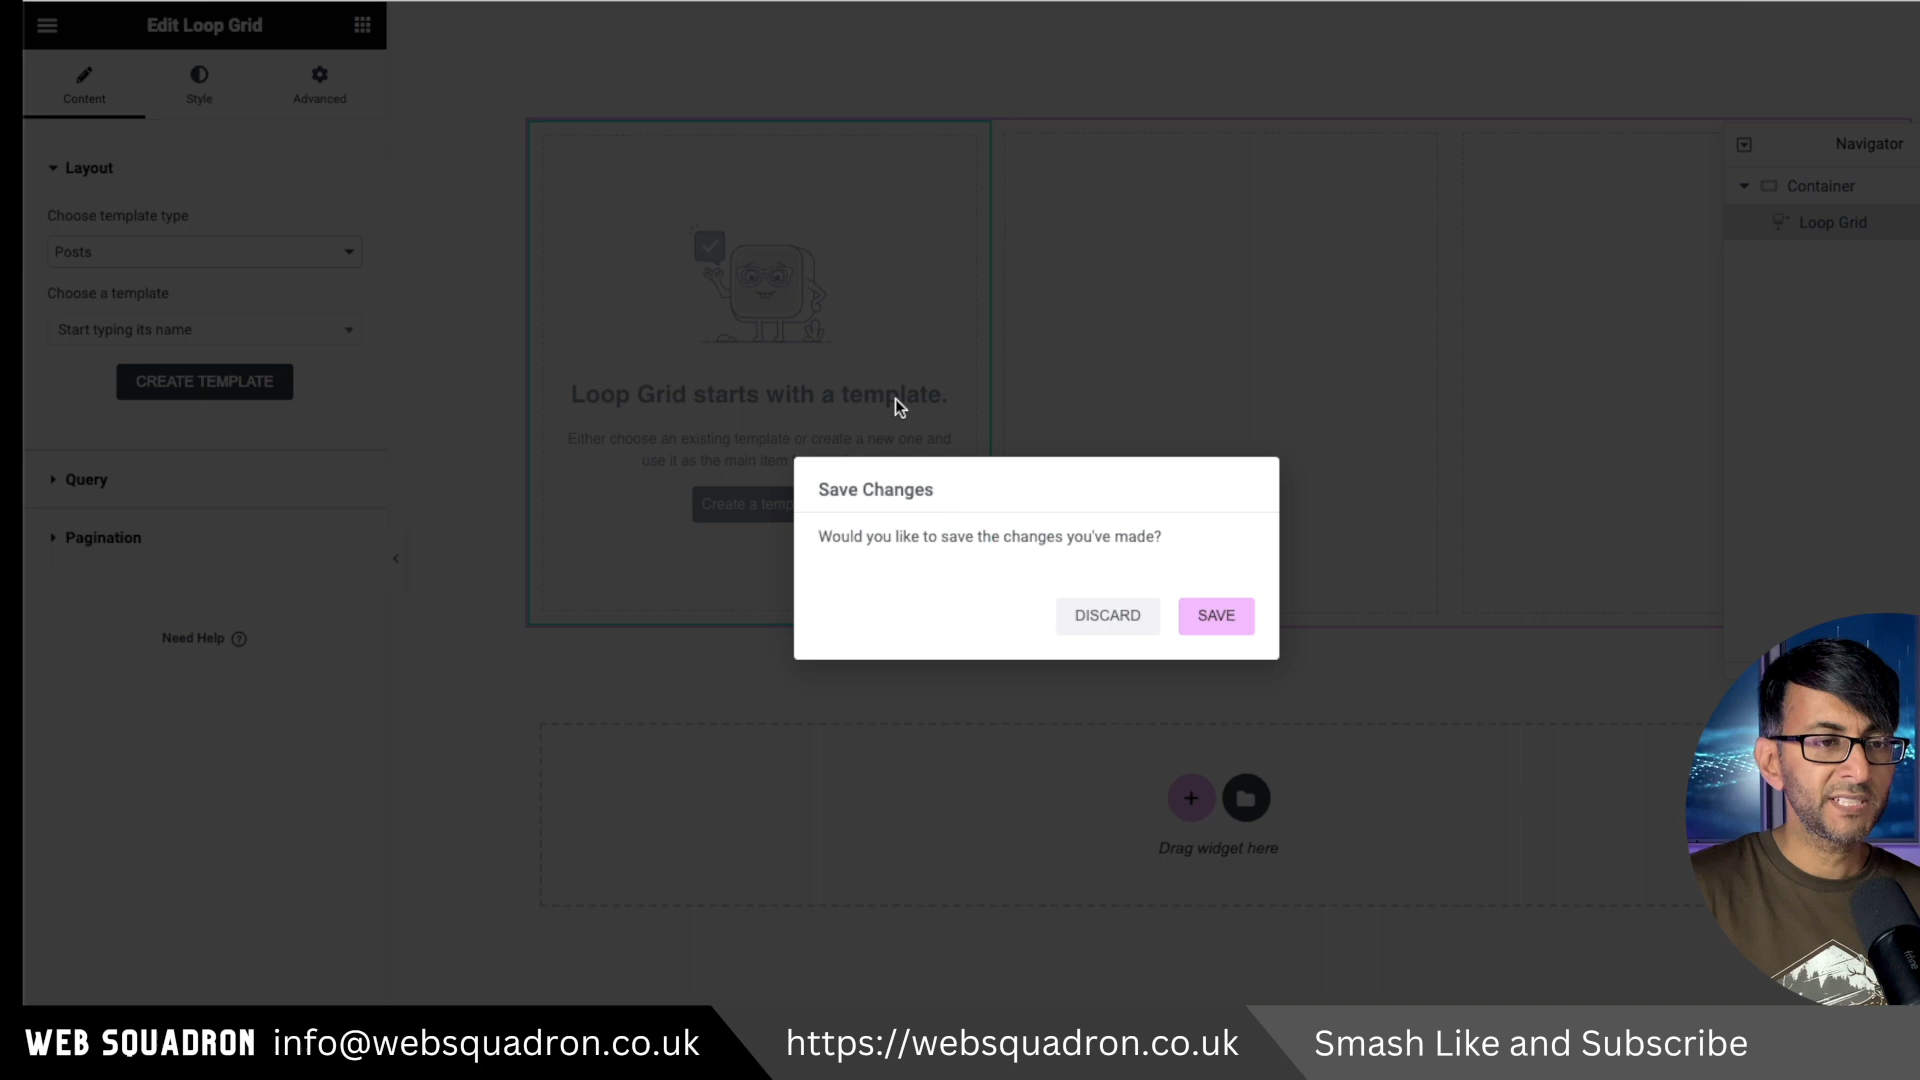 Edit Loop Grid
Content
Style
Advanced
Layout
Choose template type
Posts
Choose a template
Start typing its name
CREATE TEMPLATE
Query
Pagination
Need Help
Loop Grid starts with a template.
Either choose an existing template or create a new one and
use it as the main item
Create a temp
Save Changes
Would you like to save the changes you've made?
DISCARD
SAVE
Drag widget here
Navigator
Container
Loop Grid
WEB SQUADRON
info@websquadron.co.uk
https://websquadron.co.uk
Smash Like and Subscribe